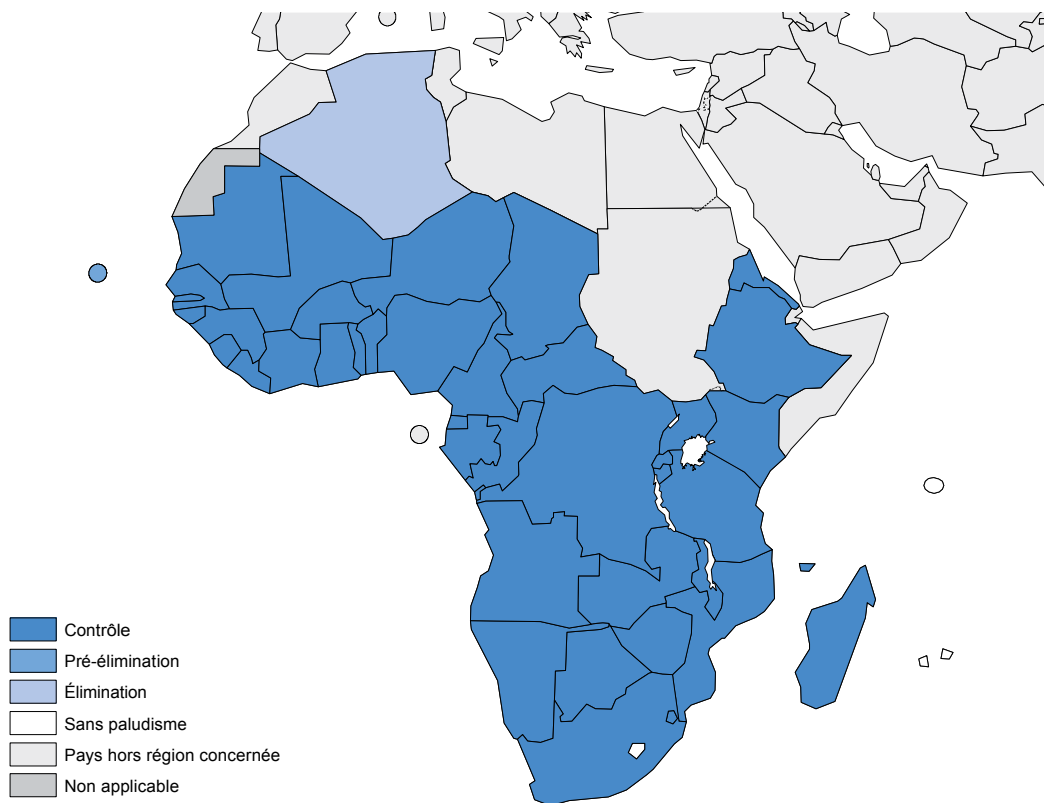 Contrôle
Pré-élimination
Élimination
Sans paludisme
Pays hors région concernée
Non applicable